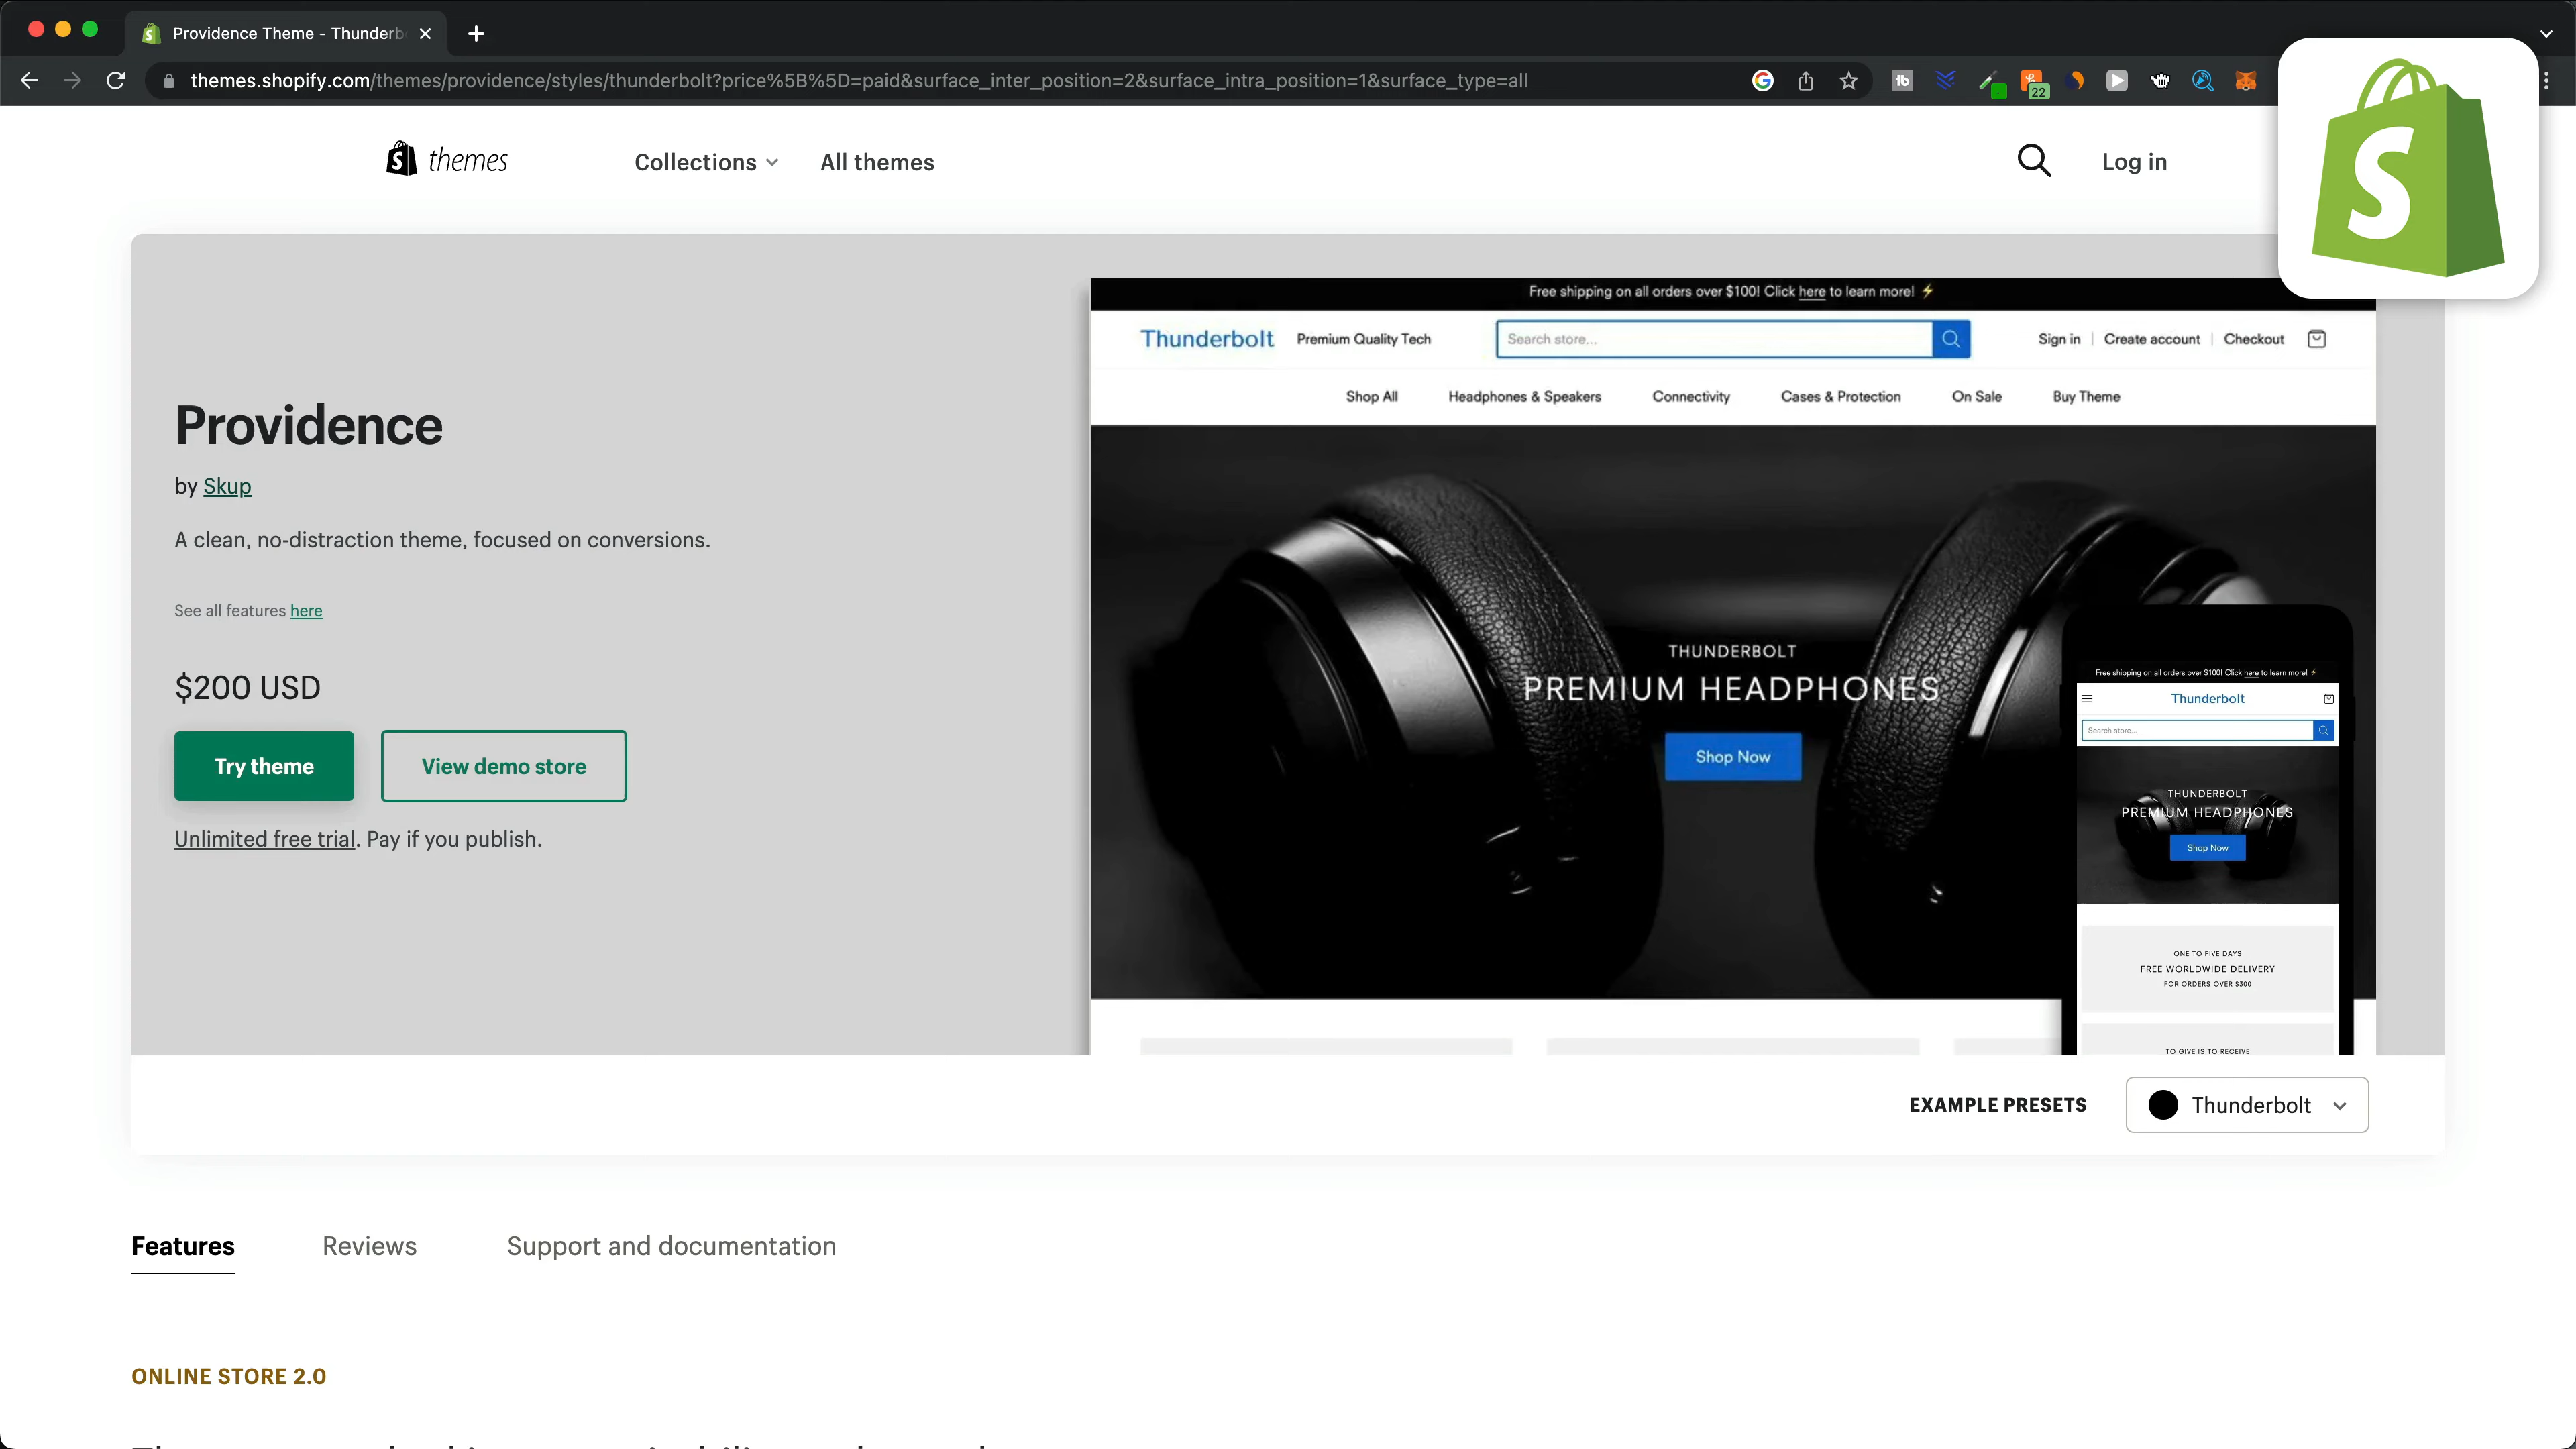 Providence Theme - Thunderb
themes.shopify.com/themes/providence/styles/thunderbolt?price%5B%5D=paid&surface_inter_position=2&surface_intra_position=1&surface_type=all
22
themes
Collections
All themes
Log in
Providence
by Skup
A clean, no-distraction theme, focused on conversions.
See all features here
$200 USD
Try theme
View demo store
Unlimited free trial. Pay if you publish.
Free shipping on all orders over $100! Click here to learn more! ⚡
Thunderbolt
Premium Quality Tech
Search store...
Sign in
Create account
Checkout
Shop All
Headphones & Speakers
Connectivity
Cases & Protection
On Sale
Buy Theme
THUNDERBOLT
PREMIUM HEADPHONES
Shop Now
Free shipping on all orders over $100! Click here to learn more! ⚡
Thunderbolt
Search store...
THUNDERBOLT
PREMIUM HEADPHONES
Shop Now
ONE TO FIVE DAYS
FREE WORLDWIDE DELIVERY
FOR ORDERS OVER $300
TO GIVE IS TO RECEIVE
EXAMPLE PRESETS
Thunderbolt
Features
Reviews
Support and documentation
ONLINE STORE 2.0